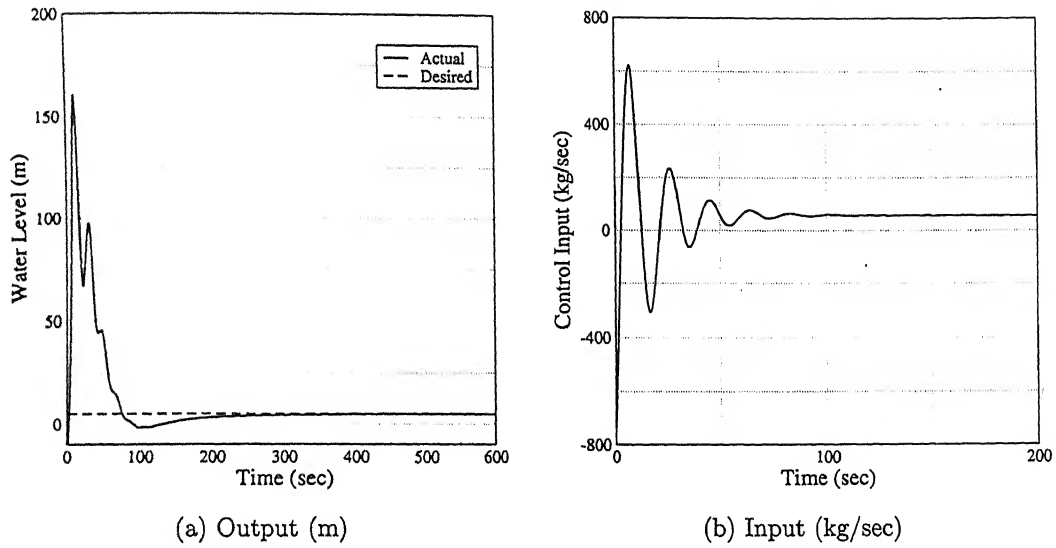 200
150
100
50
0
Water Level (m)
Actual
Desired
0 100 200 300 400 500 600
Time (sec)
(a) Output (m)
800
400
0
-400
-800
Control Input (kg/sec)
0 100 200
Time (sec)
(b) Input (kg/sec)